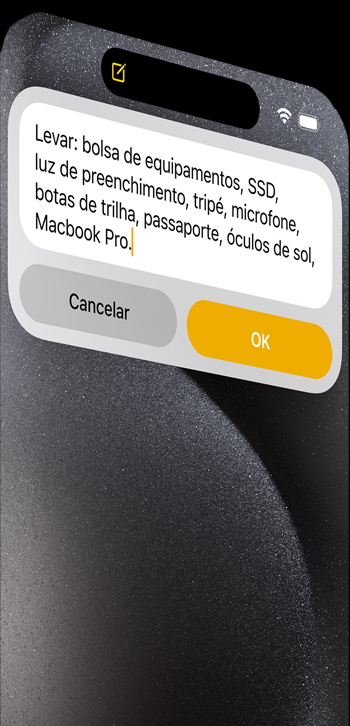 Levar: bolsa de equipamentos, SSD,
luz de preenchimento, tripé, microfone,
botas de trilha, passaporte, óculos de sol,
Macbook Pro.
Cancelar
OK